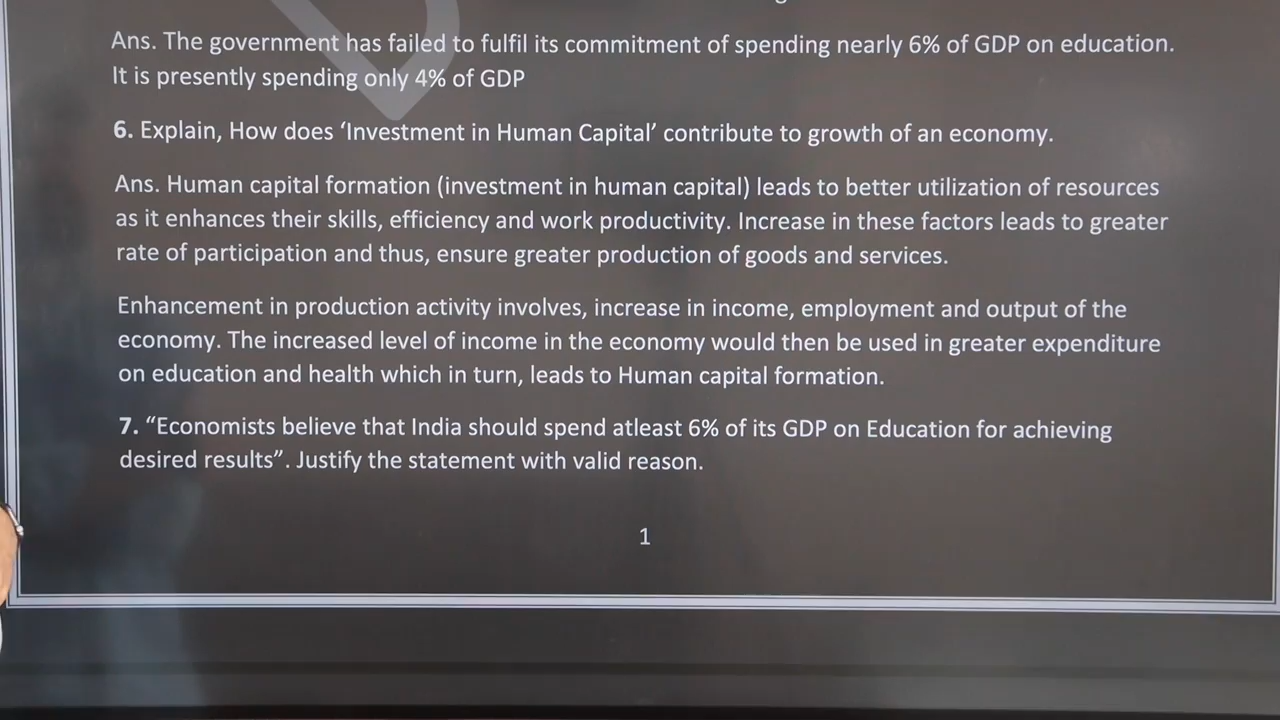 Ans. The government has failed to fulfil its commitment of spending nearly 6% of GDP on education.
It is presently spending only 4% of GDP
6. Explain, How does ‘Investment in Human Capital’ contribute to growth of an economy.
Ans. Human capital formation (investment in human capital) leads to better utilization of resources
as it enhances their skills, efficiency and work productivity. Increase in these factors leads to greater
rate of participation and thus, ensure greater production of goods and services.
Enhancement in production activity involves, increase in income, employment and output of the
economy. The increased level of income in the economy would then be used in greater expenditure
on education and health which in turn, leads to Human capital formation.
7. “Economists believe that India should spend atleast 6% of its GDP on Education for achieving
desired results”. Justify the statement with valid reason.
1